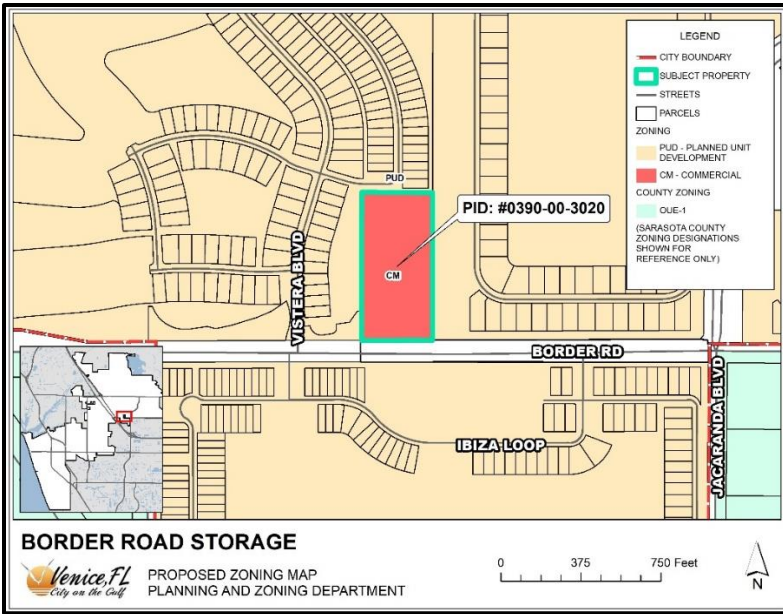 LEGEND
CITY BOUNDARY
SUBJECT PROPERTY
STREETS
PARCELS
ZONING
PUD - PLANNED UNIT
DEVELOPMENT
CM - COMMERCIAL
COUNTY ZONING
OUE-1
(SARASOTA COUNTY
ZONING DESIGNATIONS
SHOWN FOR
REFERENCE ONLY)
PUD
PID: #0390-00-3020
CM
VISTERA BLVD
BORDER RD
IBIZA LOOP
JACARANDA BLVD
BORDER ROAD STORAGE
Venice, FL
City on the Gulf
PROPOSED ZONING MAP
PLANNING AND ZONING DEPARTMENT
0 375 750 Feet
N